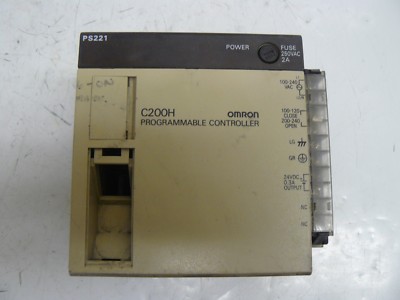 PS221
POWER
FUSE
250VAC
2A
100-240
VAC
C200H OMRON
PROGRAMMABLE CONTROLLER
100-120
CLOSE
200-240
OPEN
LG
GR
24VDC
0.3A
OUTPUT
NC
NC